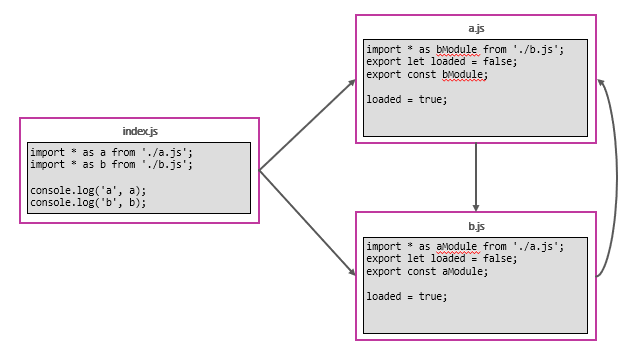 a.js
import * as bModule from './b.js';
export let loaded = false;
export const bModule;
loaded = true;
index.js
import * as a from './a.js';
import * as b from './b.js';
console.log('a', a);
console.log('b', b);
b.js
import * as aModule from './a.js';
export let loaded = false;
export const aModule;
loaded = true;